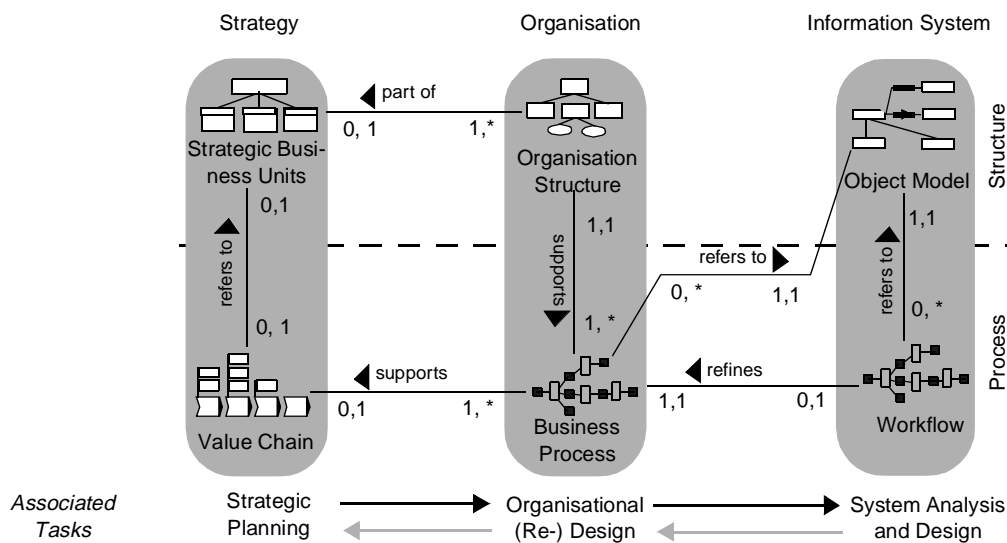 Strategy
Organisation
Information System
part of
0, 1
1,*
Strategic Busi-
ness Units
Organisation
Structure
Object Model
Structure
0,1
1,1
1,1
refers to
supports
refers to
0, *
1,1
refers to
0, 1
1, *
0, *
Process
supports
0,1
1, *
refines
1,1
0,1
Value Chain
Business
Process
Workflow
Associated
Tasks
Strategic
Planning
Organisational
(Re-) Design
System Analysis
and Design